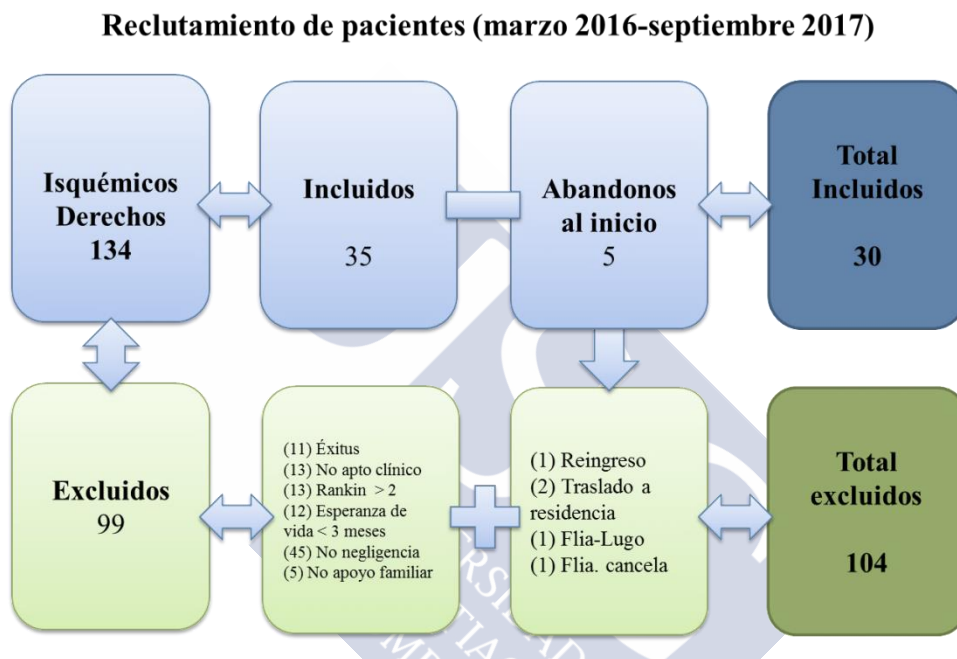 Reclutamiento de pacientes (marzo 2016-septiembre 2017)
Isquémicos
Derechos
134
Incluidos
35
Abandonos
al inicio
5
Total
Incluidos
30
Excluidos
99
(11) Éxitus
(13) No apto clínico
(13) Rankin > 2
(12) Esperanza de
vida < 3 meses
(45) No negligencia
(5) No apoyo familiar
(1) Reingreso
(2) Traslado a
residencia
(1) Flia-Lugo
(1) Flia. cancela
Total
excluidos
104